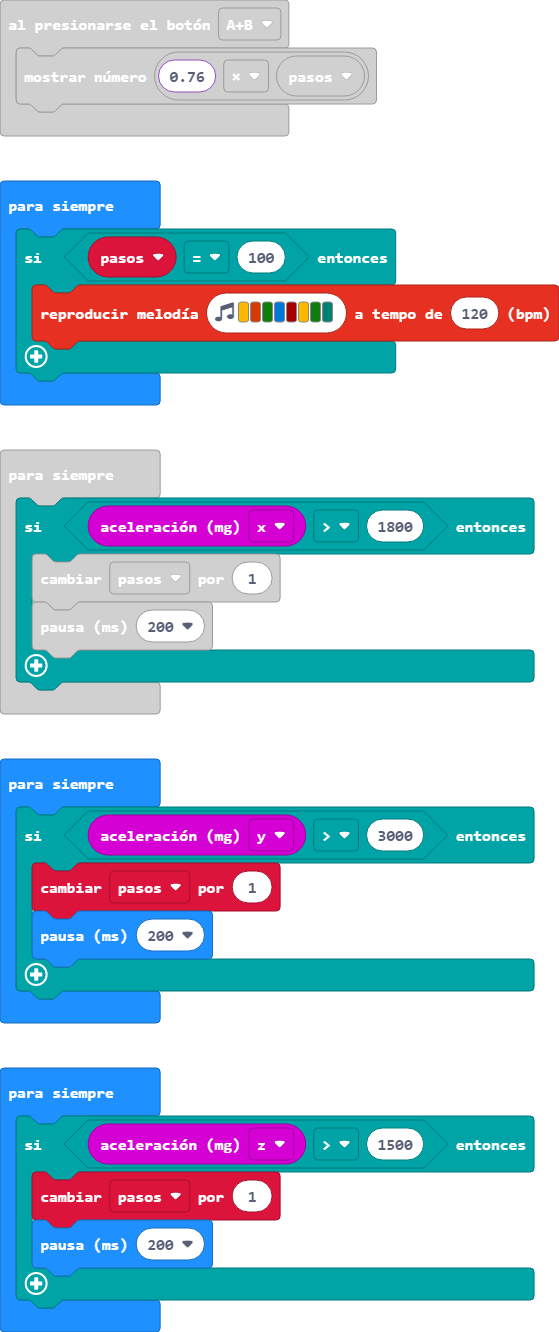 al presionarse el botón A+B
mostrar número 0.76 × pasos
para siempre
si pasos = 100 entonces
reproducir melodía a tempo de 120 (bpm)
para siempre
si aceleración (mg) x > 1800 entonces
cambiar pasos por 1
pausa (ms) 200
para siempre
si aceleración (mg) y > 3000 entonces
cambiar pasos por 1
pausa (ms) 200
para siempre
si aceleración (mg) z > 1500 entonces
cambiar pasos por 1
pausa (ms) 200